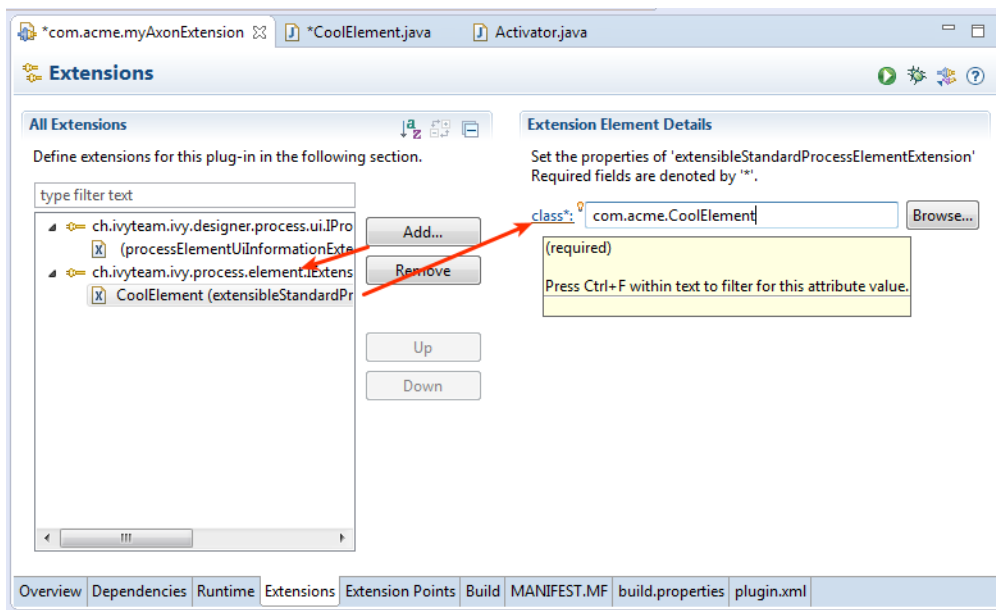 *com.acme.myAxonExtension *CoolElement.java Activator.java
Extensions
All Extensions
Define extensions for this plug-in in the following section.
type filter text
ch.ivyteam.ivy.designer.process.ui.IPro
(processElementUiInformationExte
ch.ivyteam.ivy.process.element.IExtens
CoolElement (extensibleStandardPr
Add...
Remove
Up
Down
Extension Element Details
Set the properties of 'extensibleStandardProcessElementExtension'
Required fields are denoted by '*'.
class*: com.acme.CoolElement Browse...
(required)
Press Ctrl+F within text to filter for this attribute value.
Overview Dependencies Runtime Extensions Extension Points Build MANIFEST.MF build.properties plugin.xml